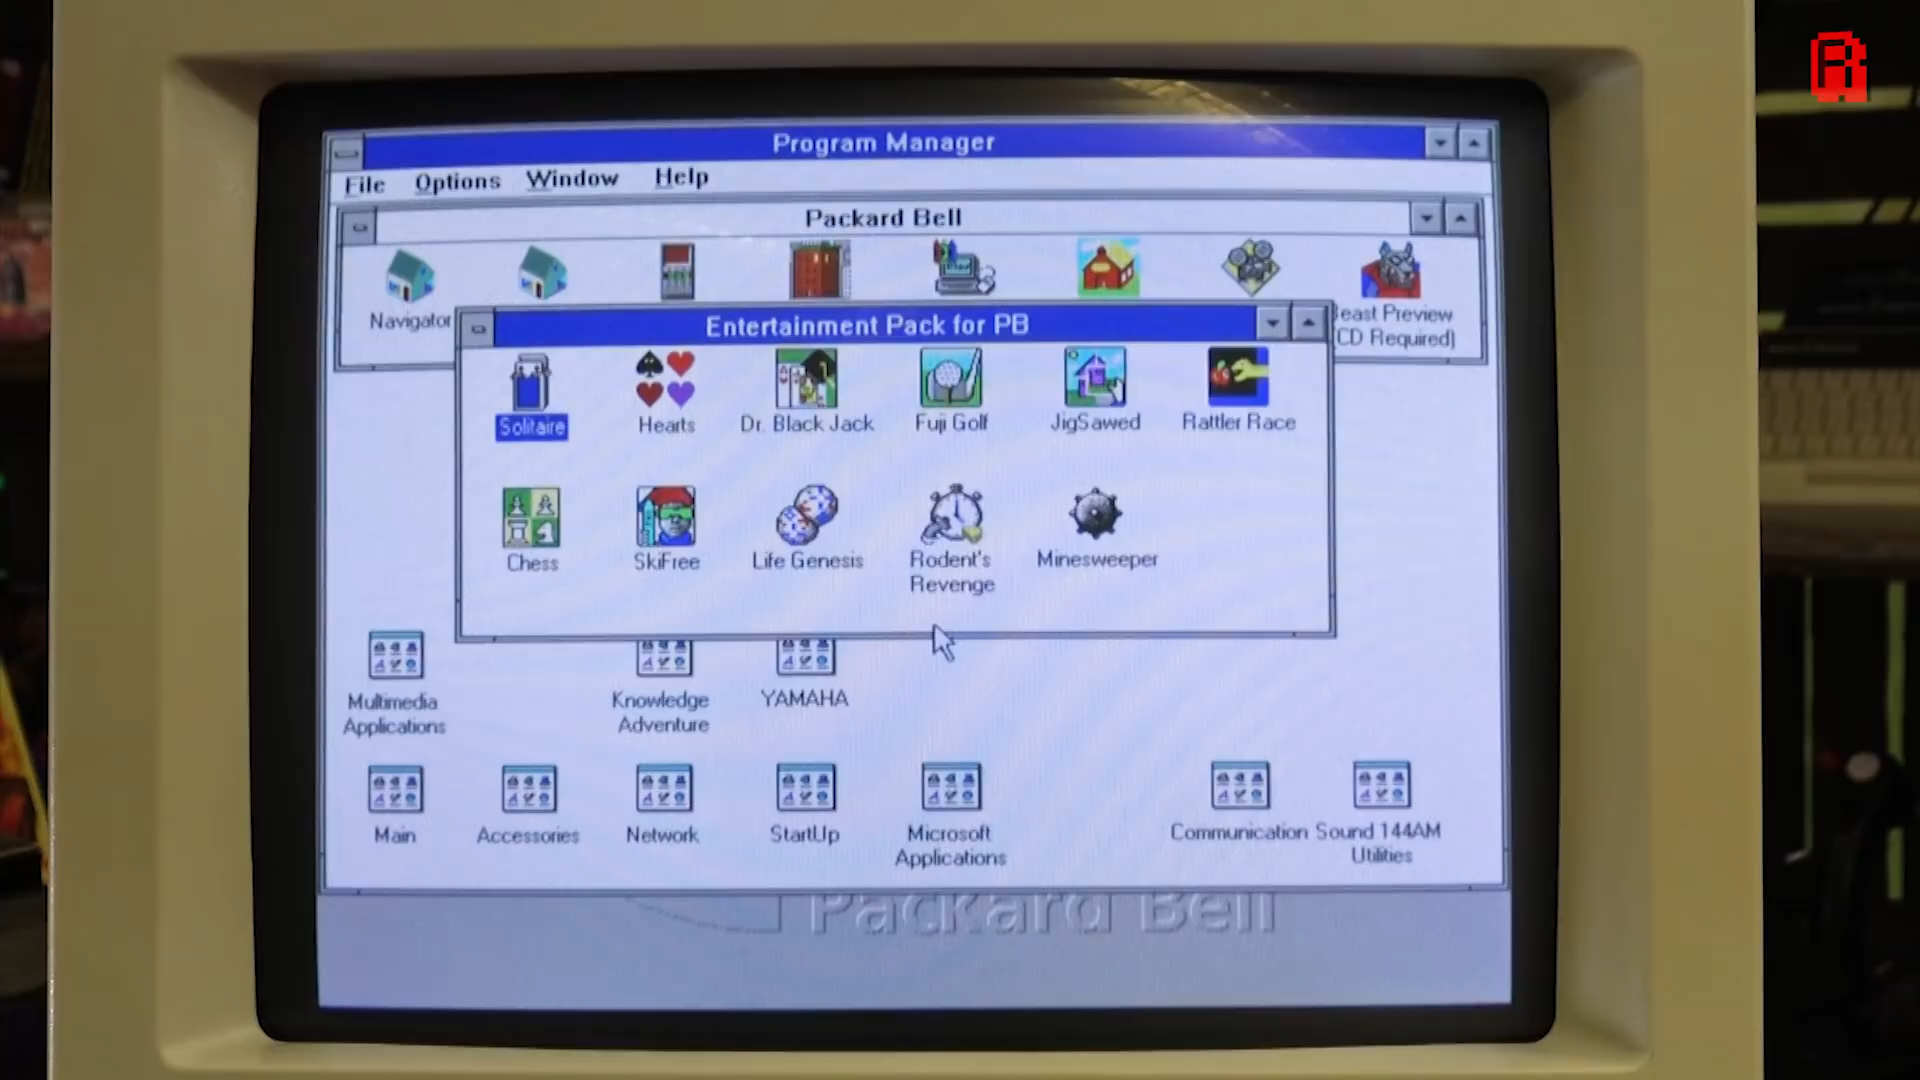 Program Manager
File Options Window Help
Packard Bell
Navigator
Beast Preview
(CD Required)
Entertainment Pack for PB
Solitaire
Hearts
Dr. Black Jack
Fuji Golf
JigSawed
Rattler Race
Chess
SkiFree
Life Genesis
Rodent's
Revenge
Minesweeper
Multimedia
Applications
Knowledge
Adventure
YAMAHA
Main
Accessories
Network
StartUp
Microsoft
Applications
Communication
Sound 144AM
Utilities
Packard Bell